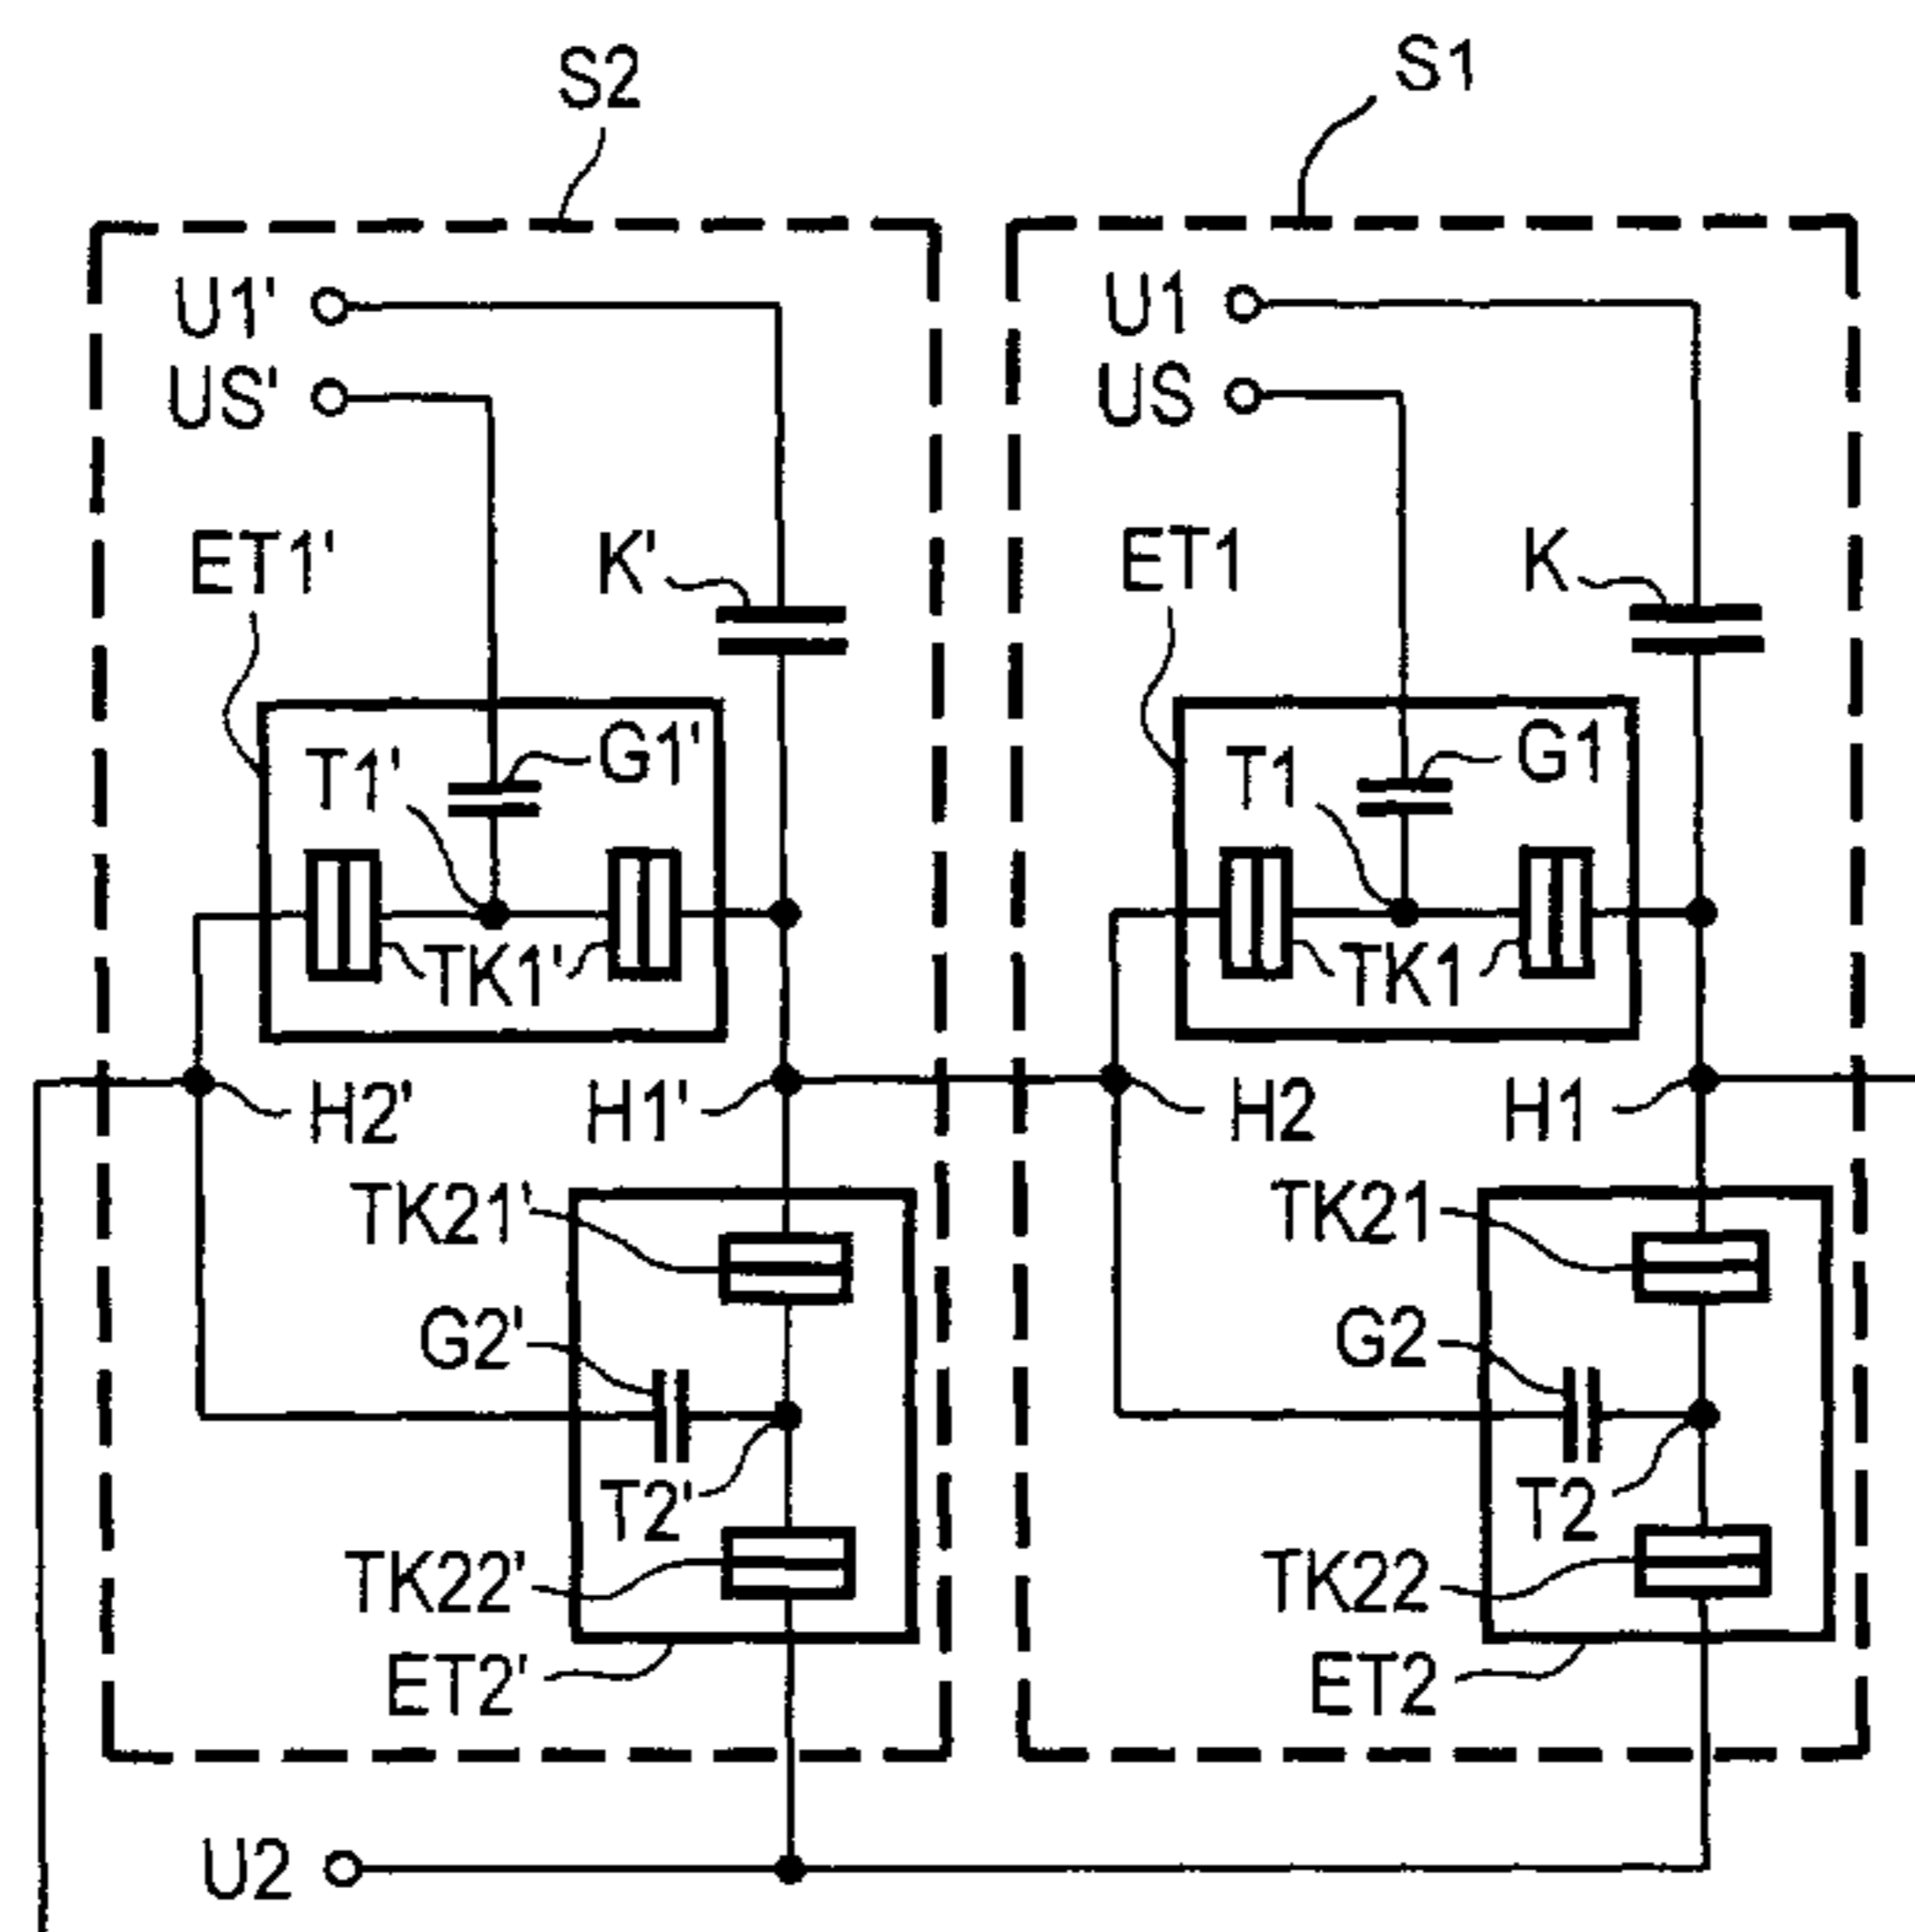 S2
S1
U1'
U1
US'
US
ET1'
K'
ET1
K
T1'
G1'
T1
G1
TK1'
TK1
H2'
H1'
H2
H1
TK21'
TK21
G2'
G2
T2'
T2
TK22'
TK22
ET2'
ET2
U2